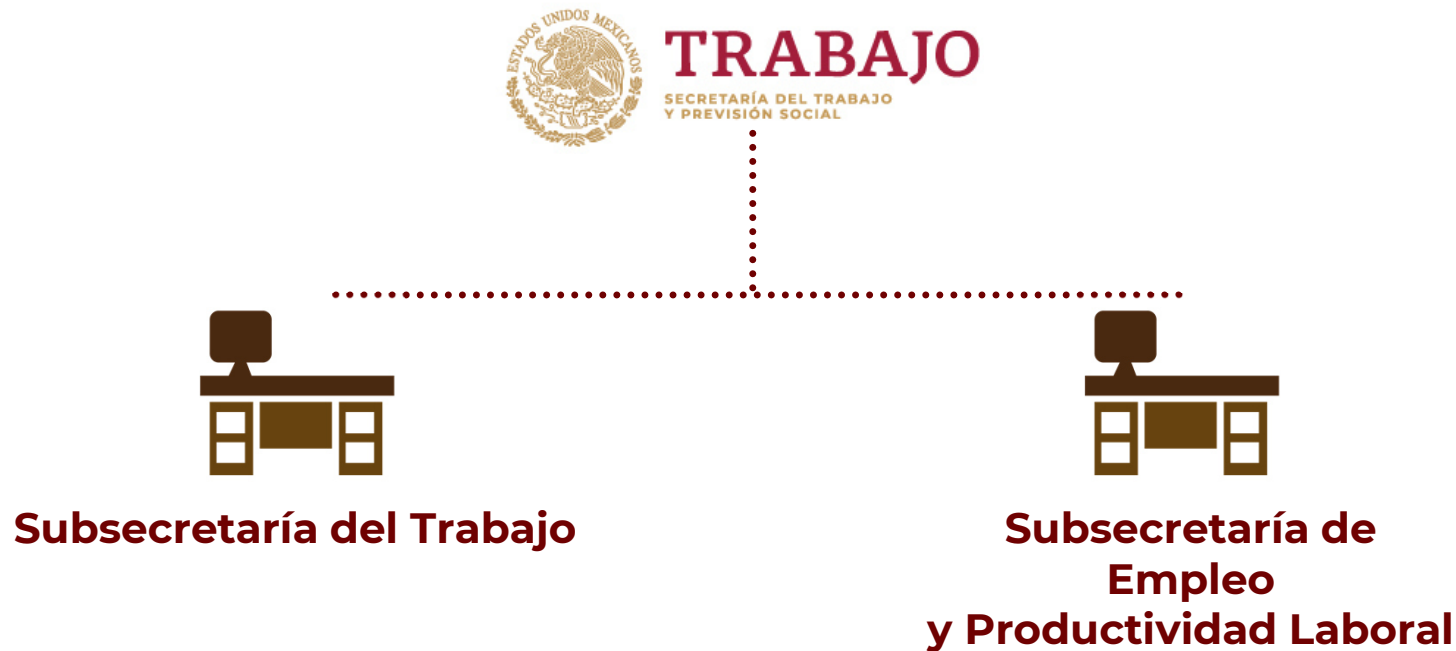 ESTADOS UNIDOS MEXICANOS
TRABAJO
SECRETARÍA DEL TRABAJO
Y PREVISIÓN SOCIAL
Subsecretaría del Trabajo
Subsecretaría de
Empleo
y Productividad Laboral